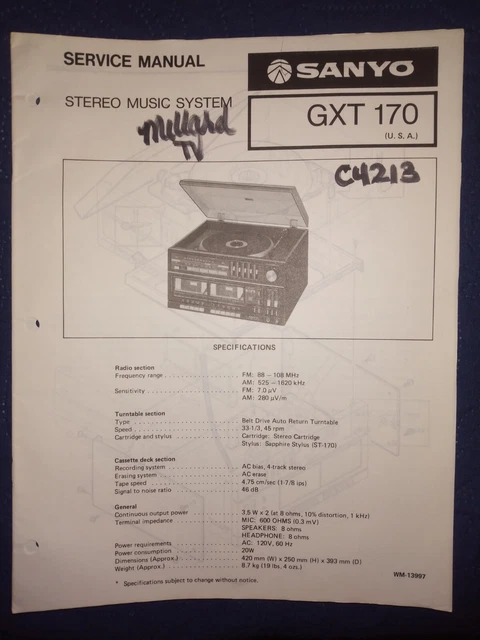 SERVICE MANUAL
SANYO
STEREO MUSIC SYSTEM
GXT 170
(U.S.A.)
Millard
TV
C4213
SPECIFICATIONS
Radio section
Frequency range . . . . . . . . . . . . . . . . . . FM: 88 – 108 MHz
AM: 525 – 1620 kHz
Sensitivity . . . . . . . . . . . . . . . . . . . . . . FM: 7.0 µV
AM: 280 µV/m
Turntable section
Type . . . . . . . . . . . . . . . . . . . . . . . . . . Belt Drive Auto Return Turntable
Speed . . . . . . . . . . . . . . . . . . . . . . . . . 33-1/3, 45 rpm
Cartridge and stylus . . . . . . . . . . . . . . . Cartridge: Stereo Cartridge
Stylus: Sapphire Stylus (ST-170)
Cassette deck section
Recording system . . . . . . . . . . . . . . . . . AC bias, 4-track stereo
Erasing system . . . . . . . . . . . . . . . . . . . AC erase
Tape speed . . . . . . . . . . . . . . . . . . . . . 4.75 cm/sec (1-7/8 ips)
Signal to noise ratio . . . . . . . . . . . . . . . 46 dB
General
Continuous output power . . . . . . . . . . . 3.5 W x 2 (at 8 ohms, 10% distortion, 1 kHz)
Terminal impedance . . . . . . . . . . . . . . . MIC: 600 OHMS (0.3 mV)
SPEAKERS: 8 ohms
HEADPHONE: 8 ohms
Power requirements . . . . . . . . . . . . . . . AC: 120V, 60 Hz
Power consumption . . . . . . . . . . . . . . . 20W
Dimensions (Approx.) . . . . . . . . . . . . . . 420 mm (W) x 250 mm (H) x 393 mm (D)
Weight (Approx.) . . . . . . . . . . . . . . . . . 8.7 kg (19 lbs. 4 ozs.)
* Specifications subject to change without notice.
WM-13997